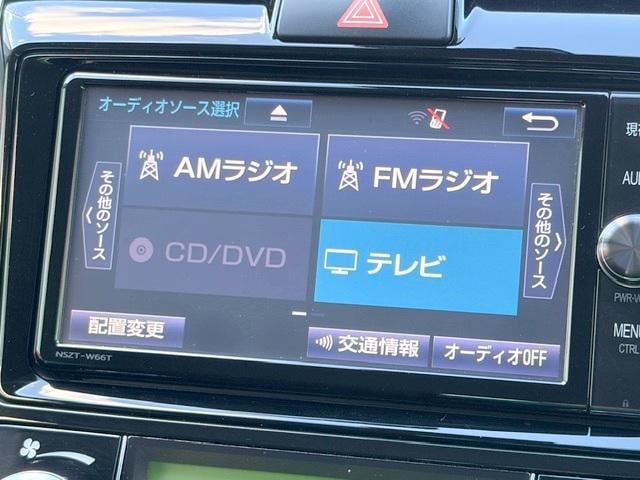 オーディオソース選択
AMラジオ
FMラジオ
その他のソース
その他のソース
CD/DVD
テレビ
配置変更
交通情報
オーディオOFF
NSZT-W66T
現
AU
PWR-V
MENU
CTRL